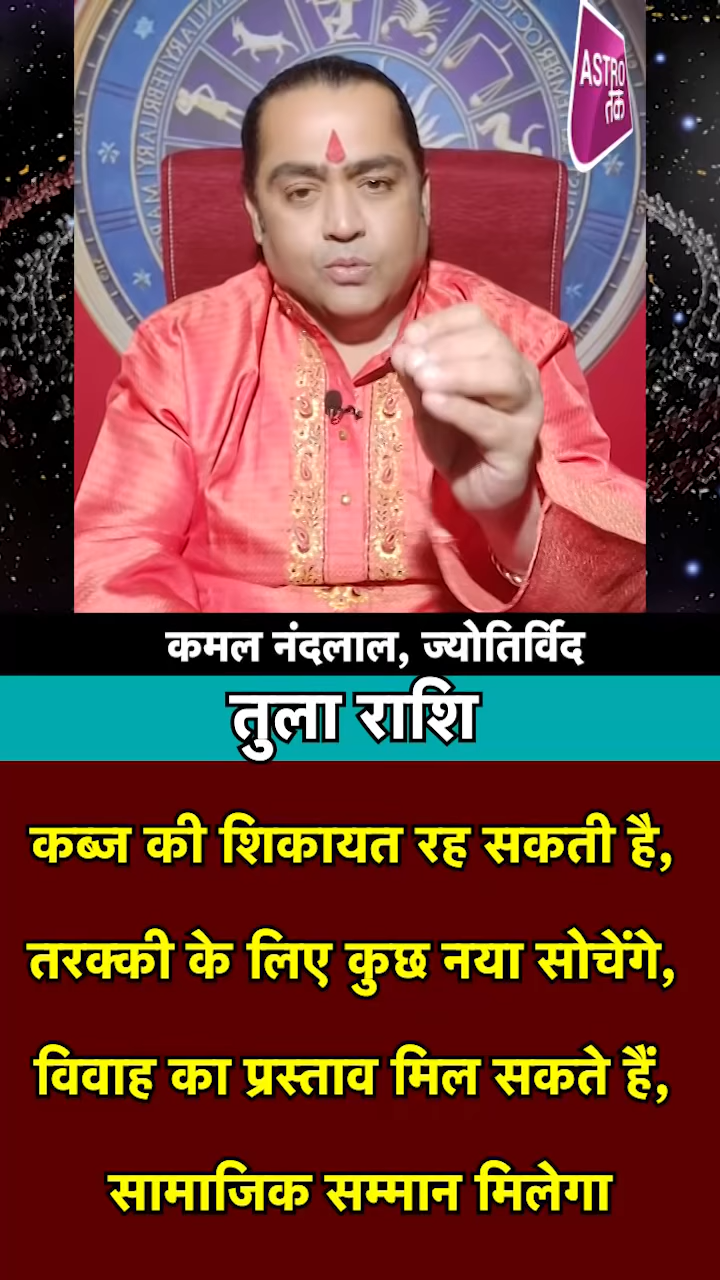 ASTRO
तक
कमल नंदलाल, ज्योतिर्विद
तुला राशि
कब्ज की शिकायत रह सकती है,
तरक्की के लिए कुछ नया सोचेंगे,
विवाह का प्रस्ताव मिल सकते हैं,
सामाजिक सम्मान मिलेगा